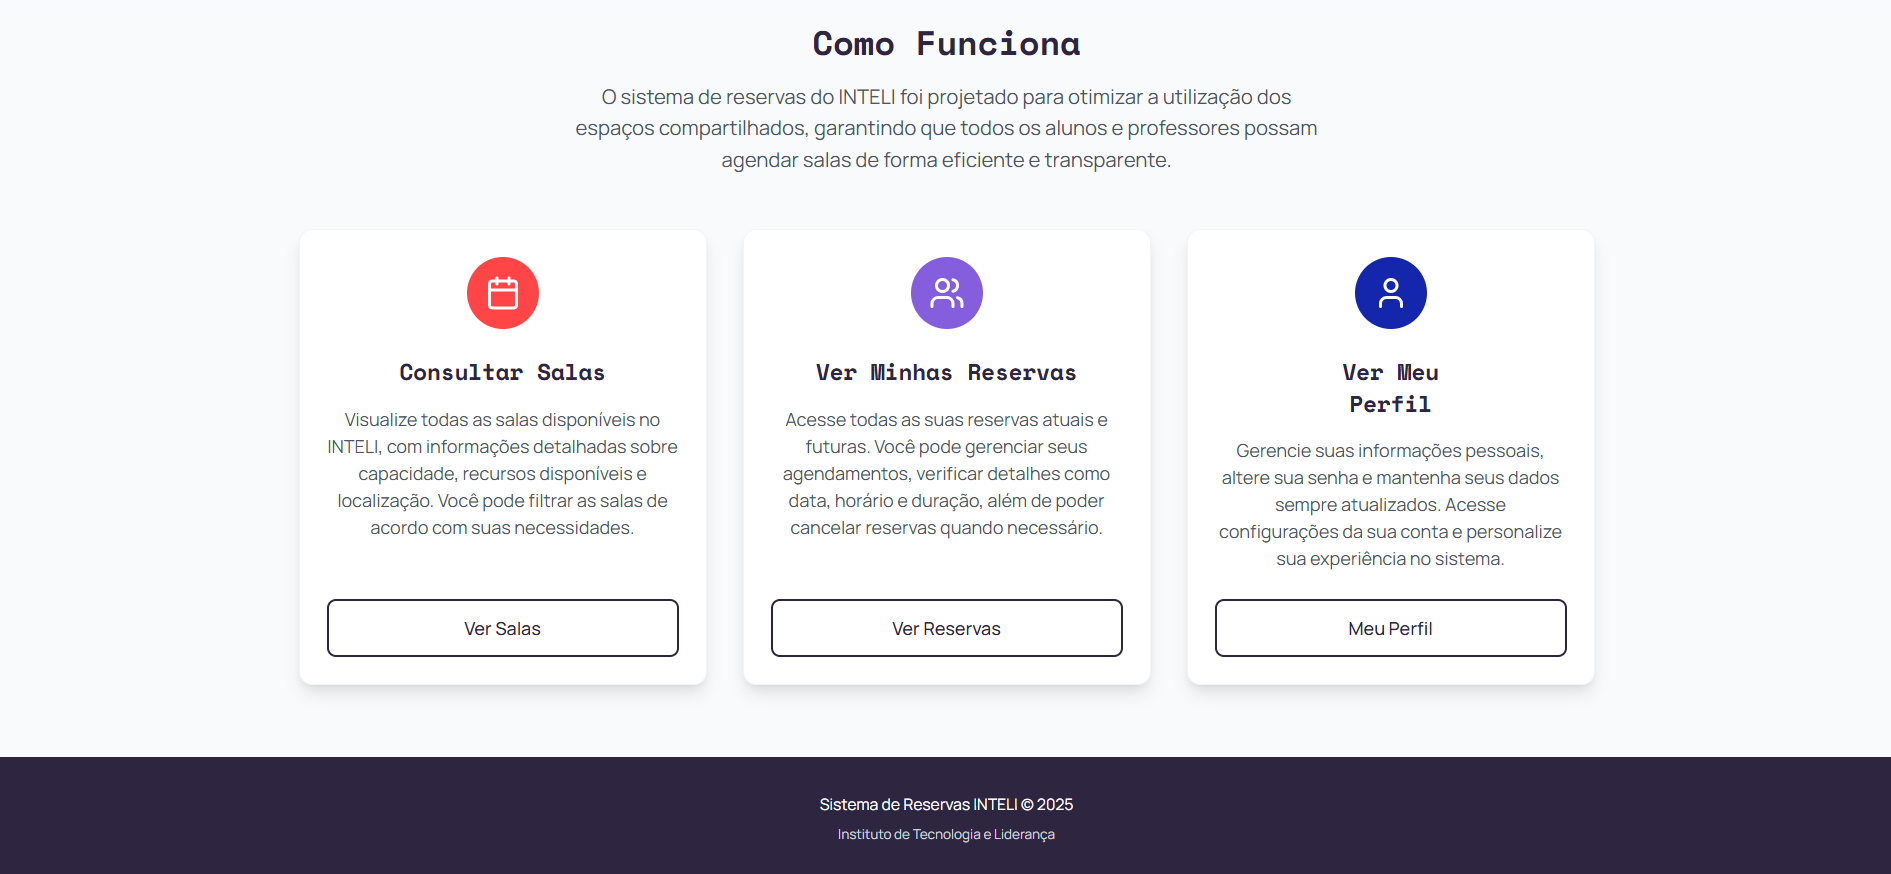 Como Funciona
O sistema de reservas do INTELI foi projetado para otimizar a utilização dos
espaços compartilhados, garantindo que todos os alunos e professores possam
agendar salas de forma eficiente e transparente.
Consultar Salas
Visualize todas as salas disponíveis no
INTELI, com informações detalhadas sobre
capacidade, recursos disponíveis e
localização. Você pode filtrar as salas de
acordo com suas necessidades.
Ver Salas
Ver Minhas Reservas
Acesse todas as suas reservas atuais e
futuras. Você pode gerenciar seus
agendamentos, verificar detalhes como
data, horário e duração, além de poder
cancelar reservas quando necessário.
Ver Reservas
Ver Meu
Perfil
Gerencie suas informações pessoais,
altere sua senha e mantenha seus dados
sempre atualizados. Acesse
configurações da sua conta e personalize
sua experiência no sistema.
Meu Perfil
Sistema de Reservas INTELI © 2025
Instituto de Tecnologia e Liderança